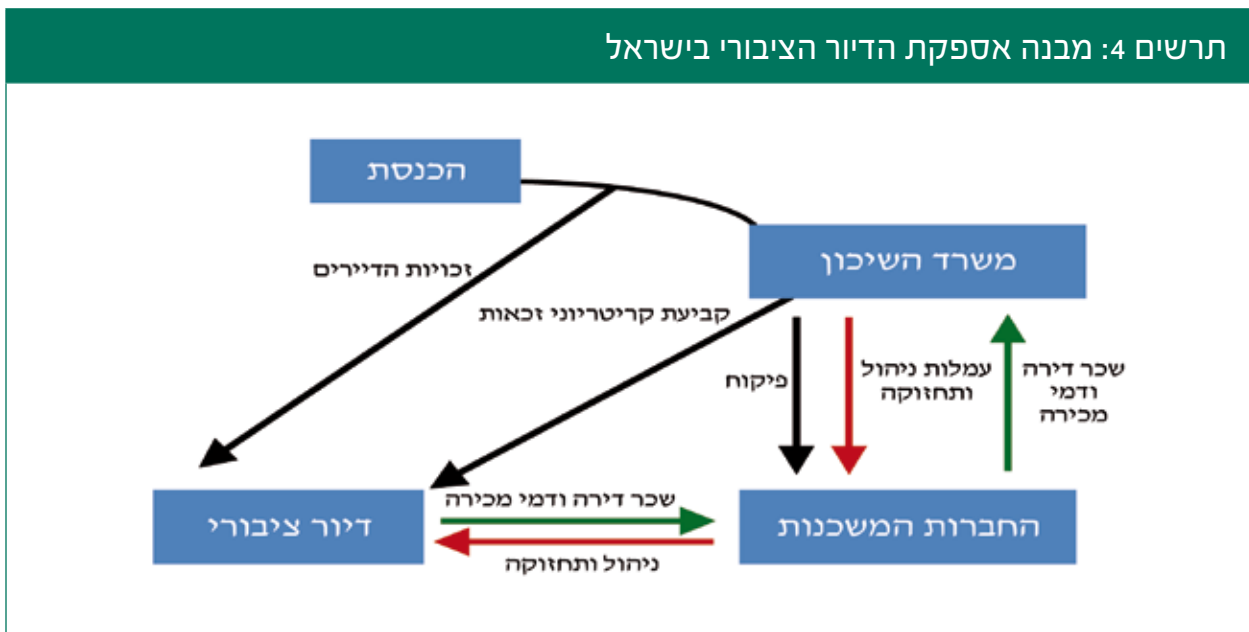 תרשים 4: מבנה אספקת הדיור הציבורי בישראל
הכנסת
משרד השיכון
זכויות הדיירים
קביעת קריטריוני זכאות
פיקוח
עמלות ניהול
ותחזוקה
שכר דירה
ודמי
מכירה
דיור ציבורי
שכר דירה ודמי מכירה
ניהול ותחזוקה
החברות המשכנות